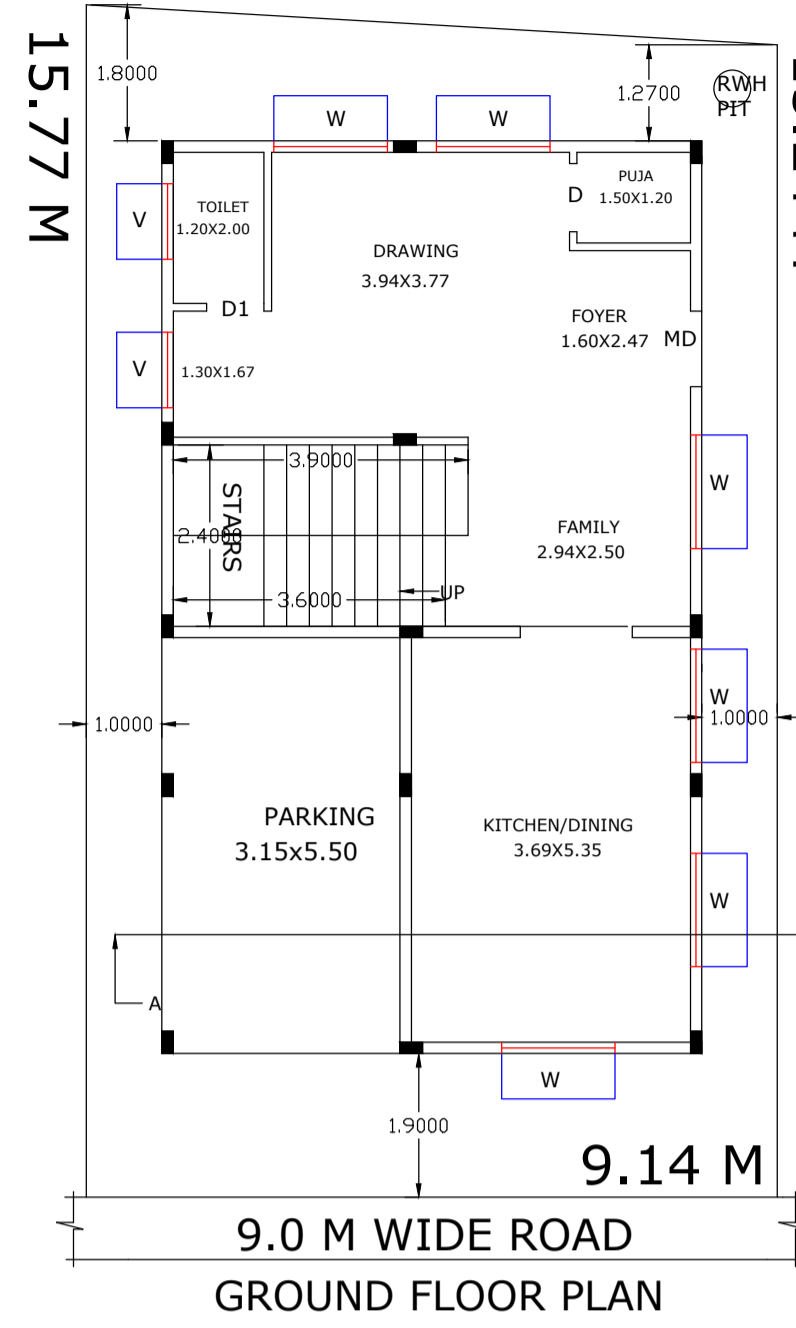 15.77 M
1.8000
1.2700
RWH
PIT
W
W
V
TOILET
1.20X2.00
D
PUJA
1.50X1.20
DRAWING
3.94X3.77
D1
FOYER
1.60X2.47
MD
V
1.30X1.67
3.9000
STAIRS
2.4000
W
FAMILY
2.94X2.50
3.6000
UP
W
1.0000
1.0000
PARKING
3.15x5.50
KITCHEN/DINING
3.69X5.35
W
A
W
1.9000
9.14 M
9.0 M WIDE ROAD
GROUND FLOOR PLAN